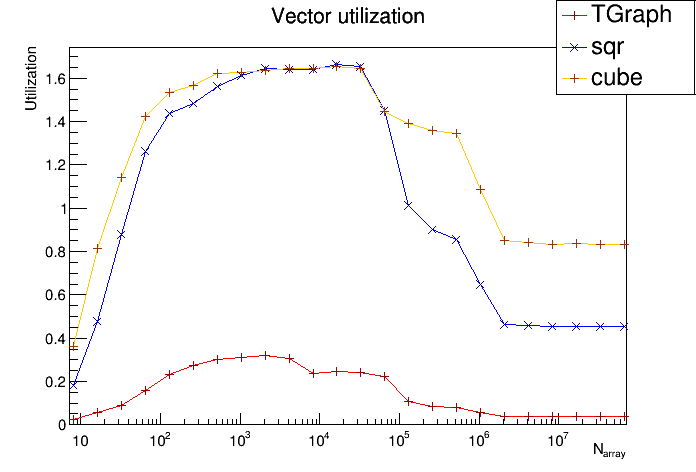 Vector utilization
TGraph
sqr
cube
Utilization
1.6
1.4
1.2
1
0.8
0.6
0.4
0.2
0
10
10²
10³
10⁴
10⁵
10⁶
10⁷
N_array